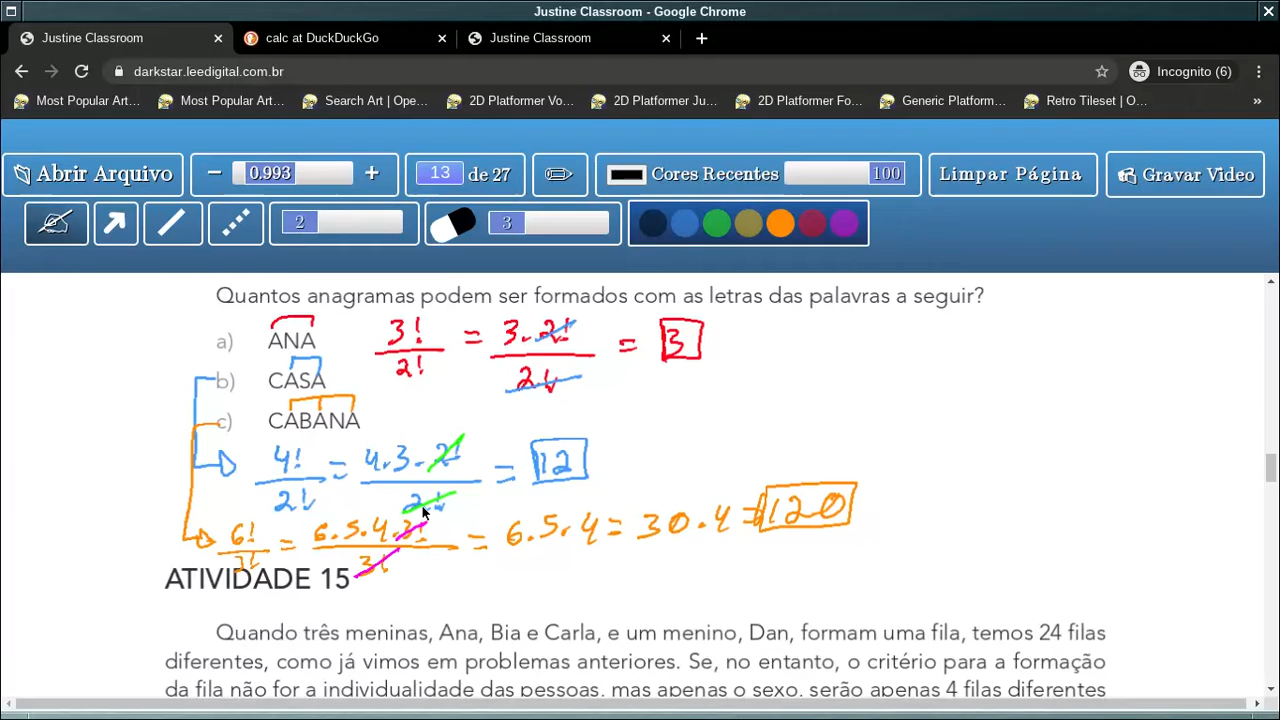 Justine Classroom - Google Chrome
Justine Classroom
calc at DuckDuckGo
Justine Classroom
darkstar.leedigital.com.br
Incognito (6)
Most Popular Art...
Most Popular Wa...
Search Art | Ope...
2D Platformer Vo...
2D Platformer Ju...
2D Platformer Fo...
Generic Platform...
Retro Tileset | O...
Abrir Arquivo
− 0.993 +
13 de 27
Cores Recentes 100
Limpar Página
Gravar Video
2
3
Quantos anagramas podem ser formados com as letras das palavras a seguir?
a) ANA 3!/2! = 3.2!/2! = 3
b) CASA
c) CABANA
4!/2! = 4.3.2!/2! = 12
6!/3! = 6.5.4.3!/3! = 6.5.4 = 30.4 = 120
ATIVIDADE 15
Quando três meninas, Ana, Bia e Carla, e um menino, Dan, formam uma fila, temos 24 filas
diferentes, como já vimos em problemas anteriores. Se, no entanto, o critério para a formação
da fila não for a individualidade das pessoas, mas apenas o sexo, serão apenas 4 filas diferentes